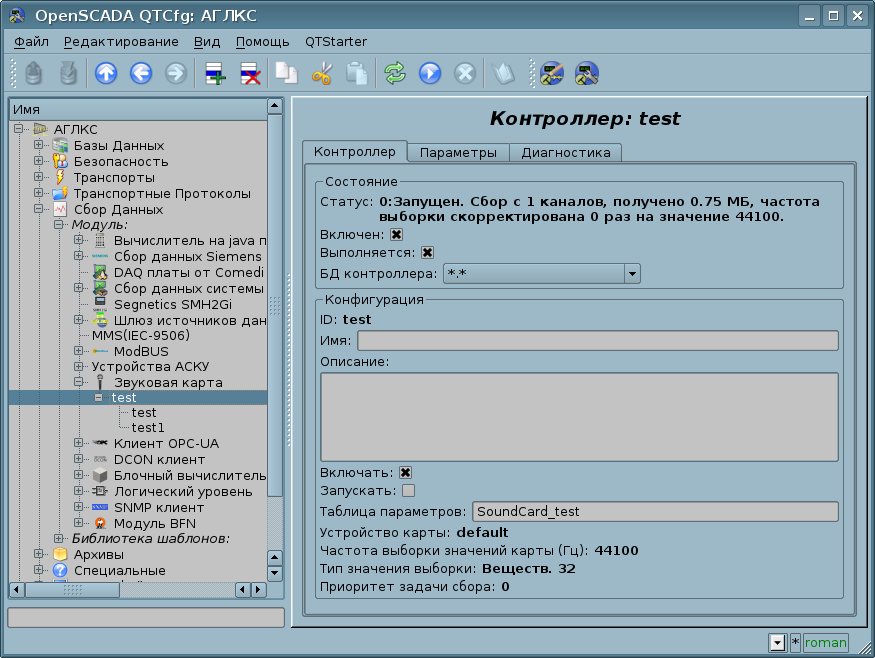 OpenSCADA QTCfg: АГЛКС
Файл Редактирование Вид Помощь QTStarter
Имя
АГЛКС
Базы Данных
Безопасность
Транспорты
Транспортные Протоколы
Сбор Данных
Модуль:
Вычислитель на java п
Сбор данных Siemens
DAQ платы от Comedi
Сбор данных системы
Segnetics SMH2Gi
Шлюз источников дан
MMS(IEC-9506)
ModBUS
Устройства АСКУ
Звуковая карта
test
test
test1
Клиент OPC-UA
DCON клиент
Блочный вычислитель
Логический уровень
SNMP клиент
Модуль BFN
Библиотека шаблонов:
Архивы
Специальные
Контроллер: test
Контроллер Параметры Диагностика
Состояние
Статус: 0:Запущен. Сбор с 1 каналов, получено 0.75 МБ, частота
выборки скорректирована 0 раз на значение 44100.
Включен:
Выполняется:
БД контроллера: *.*
Конфигурация
ID: test
Имя:
Описание:
Включать:
Запускать:
Таблица параметров: SoundCard_test
Устройство карты: default
Частота выборки значений карты (Гц): 44100
Тип значения выборки: Веществ. 32
Приоритет задачи сбора: 0
* roman